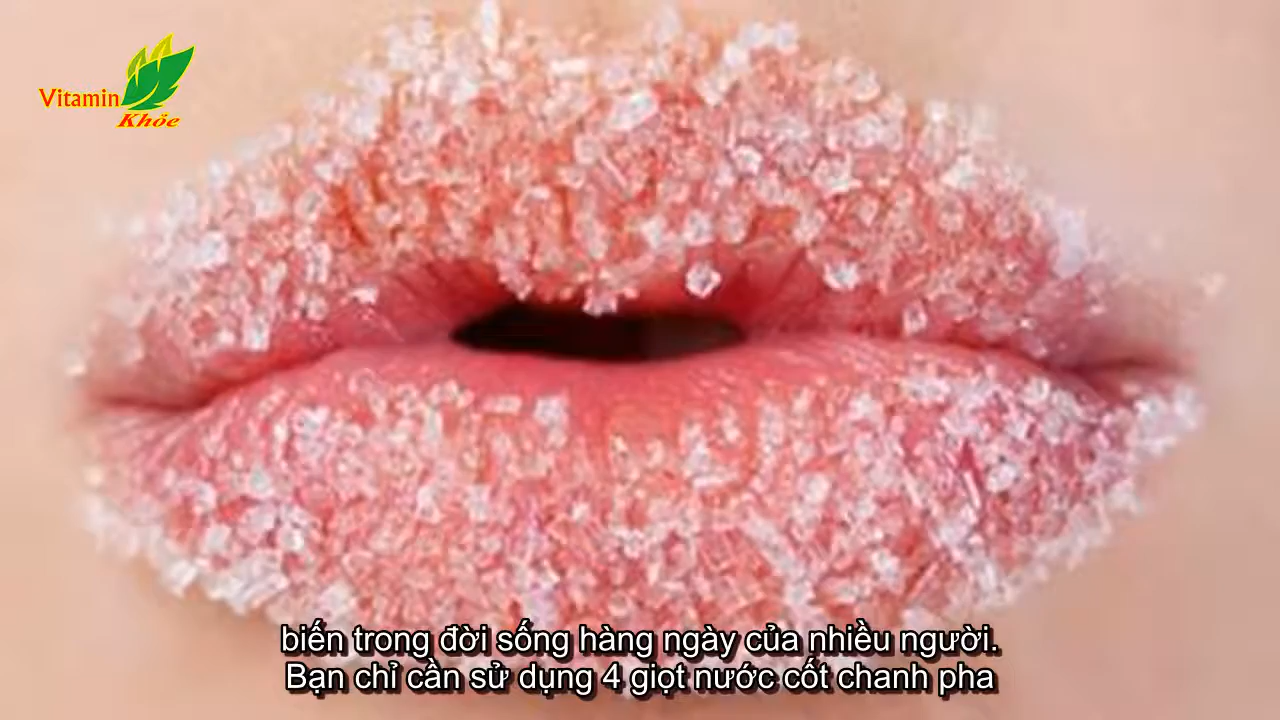 Vitamin
Khỏe
biến trong đời sống hàng ngày của nhiều người.
Bạn chỉ cần sử dụng 4 giọt nước cốt chanh pha